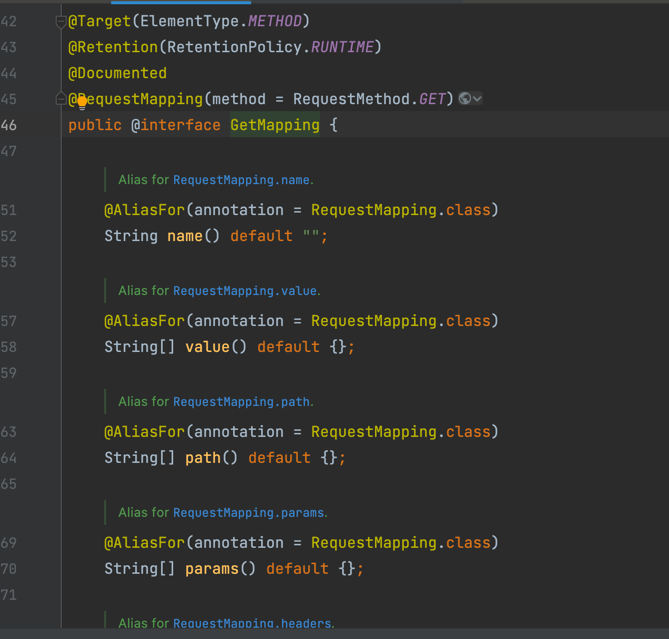 42 @Target(ElementType.METHOD)
43 @Retention(RetentionPolicy.RUNTIME)
44 @Documented
45 @RequestMapping(method = RequestMethod.GET)
46 public @interface GetMapping {
47
Alias for RequestMapping.name.
51 @AliasFor(annotation = RequestMapping.class)
52 String name() default "";
53
Alias for RequestMapping.value.
57 @AliasFor(annotation = RequestMapping.class)
58 String[] value() default {};
59
Alias for RequestMapping.path.
63 @AliasFor(annotation = RequestMapping.class)
64 String[] path() default {};
65
Alias for RequestMapping.params.
69 @AliasFor(annotation = RequestMapping.class)
70 String[] params() default {};
71
Alias for RequestMapping.headers.